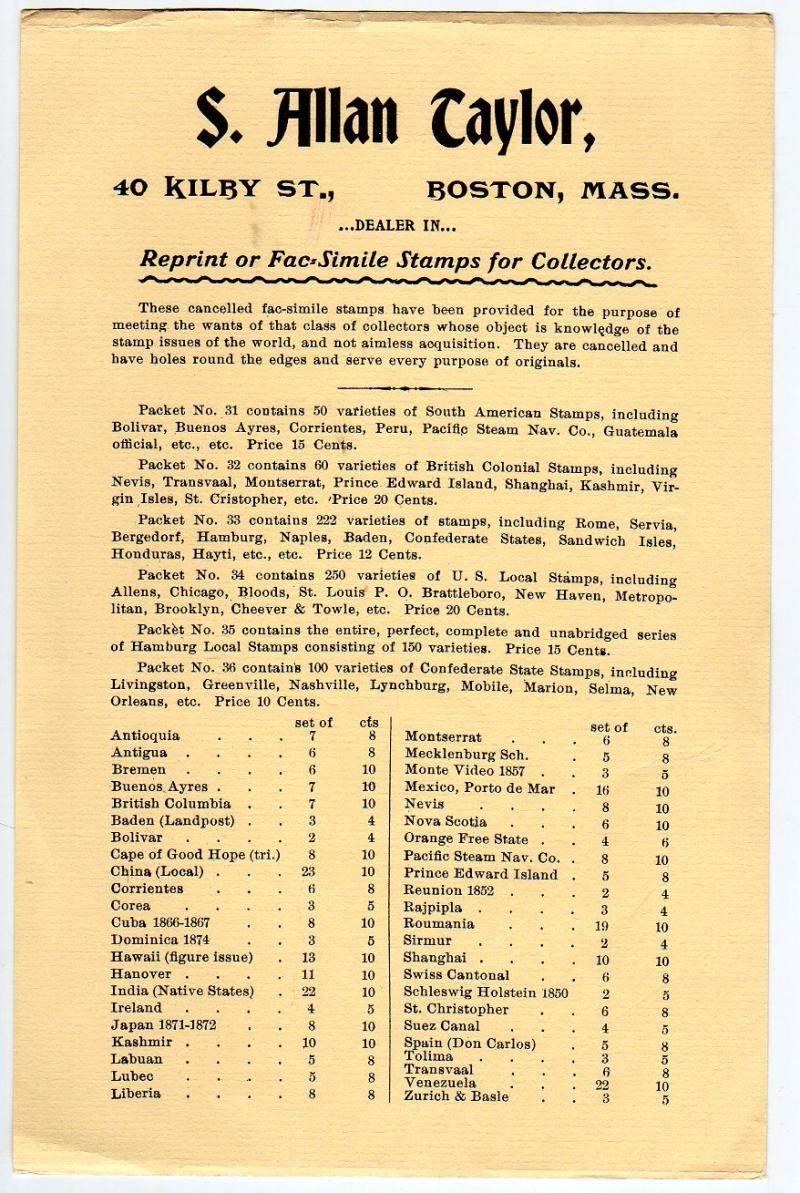 S. Allan Taylor,
40 KILBY ST., BOSTON, MASS.
...DEALER IN...
Reprint or Fac-Simile Stamps for Collectors.
These cancelled fac-simile stamps have been provided for the purpose of
meeting the wants of that class of collectors whose object is knowledge of the
stamp issues of the world, and not aimless acquisition. They are cancelled and
have holes round the edges and serve every purpose of originals.
Packet No. 31 contains 50 varieties of South American Stamps, including
Bolivar, Buenos Ayres, Corrientes, Peru, Pacific Steam Nav. Co., Guatemala
official, etc., etc. Price 15 Cents.
Packet No. 32 contains 60 varieties of British Colonial Stamps, including
Nevis, Transvaal, Montserrat, Prince Edward Island, Shanghai, Kashmir, Vir-
gin Isles, St. Cristopher, etc. Price 20 Cents.
Packet No. 33 contains 222 varieties of stamps, including Rome, Servia,
Bergedorf, Hamburg, Naples, Baden, Confederate States, Sandwich Isles,
Honduras, Hayti, etc., etc. Price 12 Cents.
Packet No. 34 contains 250 varieties of U. S. Local Stamps, including
Allens, Chicago, Bloods, St. Louis P. O. Brattleboro, New Haven, Metropo-
litan, Brooklyn, Cheever & Towle, etc. Price 20 Cents.
Packet No. 35 contains the entire, perfect, complete and unabridged series
of Hamburg Local Stamps consisting of 150 varieties. Price 15 Cents.
Packet No. 36 contains 100 varieties of Confederate State Stamps, including
Livingston, Greenville, Nashville, Lynchburg, Mobile, Marion, Selma, New
Orleans, etc. Price 10 Cents.
set of cts
Antioquia . . . 7 8
Antigua . . . . 6 8
Bremen . . . . 6 10
Buenos Ayres . . . 7 10
British Columbia . . 7 10
Baden (Landpost) . . 3 4
Bolivar . . . . 2 4
Cape of Good Hope (tri.) 8 10
China (Local) . . . 23 10
Corrientes . . . 6 8
Corea . . . . 3 5
Cuba 1866-1867 . . 8 10
Dominica 1874 . . 3 5
Hawaii (figure issue) . 13 10
Hanover . . . . 11 10
India (Native States) . 22 10
Ireland . . . . 4 5
Japan 1871-1872 . . 8 10
Kashmir . . . . 10 10
Labuan . . . . 5 8
Lubec . . . . 5 8
Liberia . . . . 8 8
set of cts.
Montserrat . . . 6 8
Mecklenburg Sch. . 5 8
Monte Video 1857 . . 3 5
Mexico, Porto de Mar . 16 10
Nevis . . . . 8 10
Nova Scotia . . . 6 10
Orange Free State . . 4 6
Pacific Steam Nav. Co. . 8 10
Prince Edward Island . 5 8
Reunion 1852 . . . 2 4
Rajpipla . . . . 3 4
Roumania . . . 19 10
Sirmur . . . . 2 4
Shanghai . . . . 10 10
Swiss Cantonal . . 6 8
Schleswig Holstein 1850 2 5
St. Christopher . . 6 8
Suez Canal . . . 4 5
Spain (Don Carlos) . 5 8
Tolima . . . . 3 5
Transvaal . . . 6 8
Venezuela . . . 22 10
Zurich & Basle . . 3 5